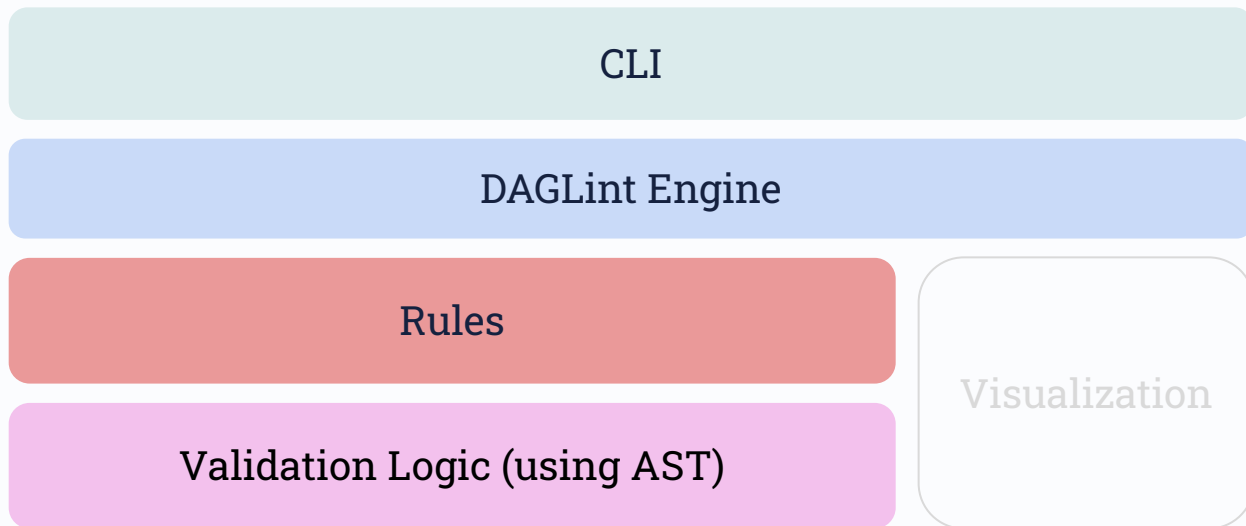 CLI
DAGLint Engine
Rules
Visualization
Validation Logic (using AST)